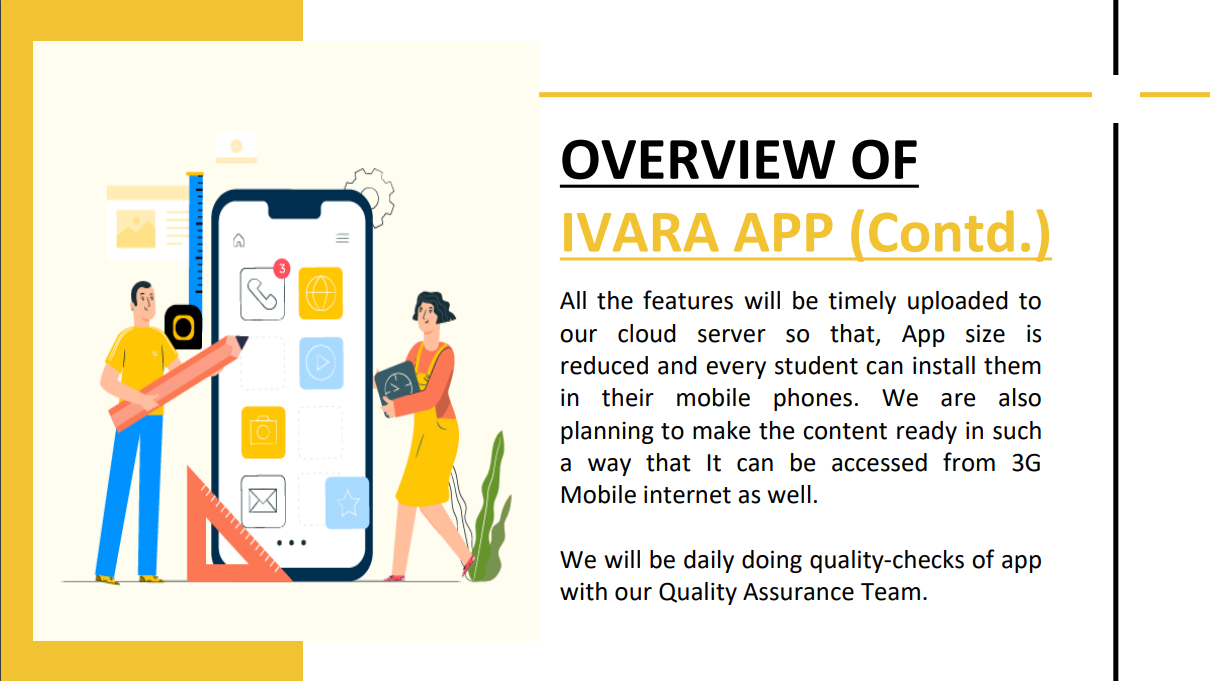 OVERVIEW OF
IVARA APP (Contd.)
All the features will be timely uploaded to
our cloud server so that, App size is
reduced and every student can install them
in their mobile phones. We are also
planning to make the content ready in such
a way that It can be accessed from 3G
Mobile internet as well.
We will be daily doing quality-checks of app
with our Quality Assurance Team.
3